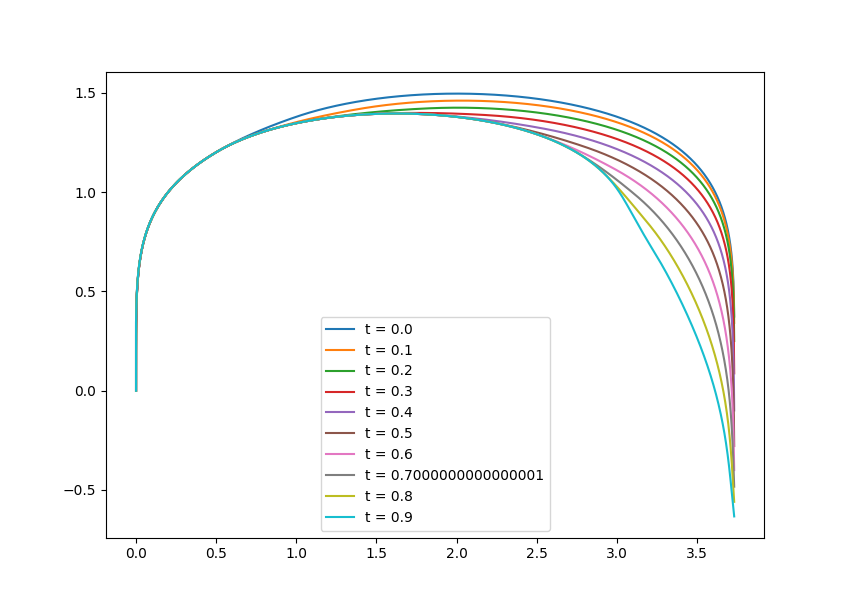 1.5
1.0
0.5
0.0
−0.5
t = 0.0
t = 0.1
t = 0.2
t = 0.3
t = 0.4
t = 0.5
t = 0.6
t = 0.7000000000000001
t = 0.8
t = 0.9
0.0 0.5 1.0 1.5 2.0 2.5 3.0 3.5